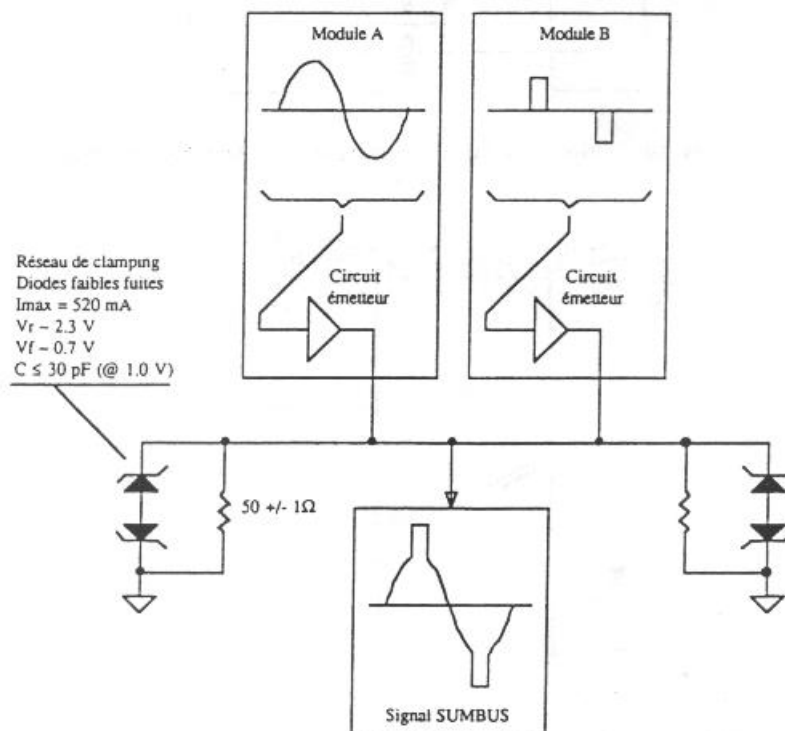 Module A
Module B
Circuit
émetteur
Circuit
émetteur
Réseau de clamping
Diodes faibles fuites
Imax = 520 mA
Vr ~ 2.3 V
Vf ~ 0.7 V
C ≤ 30 pF (@ 1.0 V)
50 +/- 1Ω
Signal SUMBUS